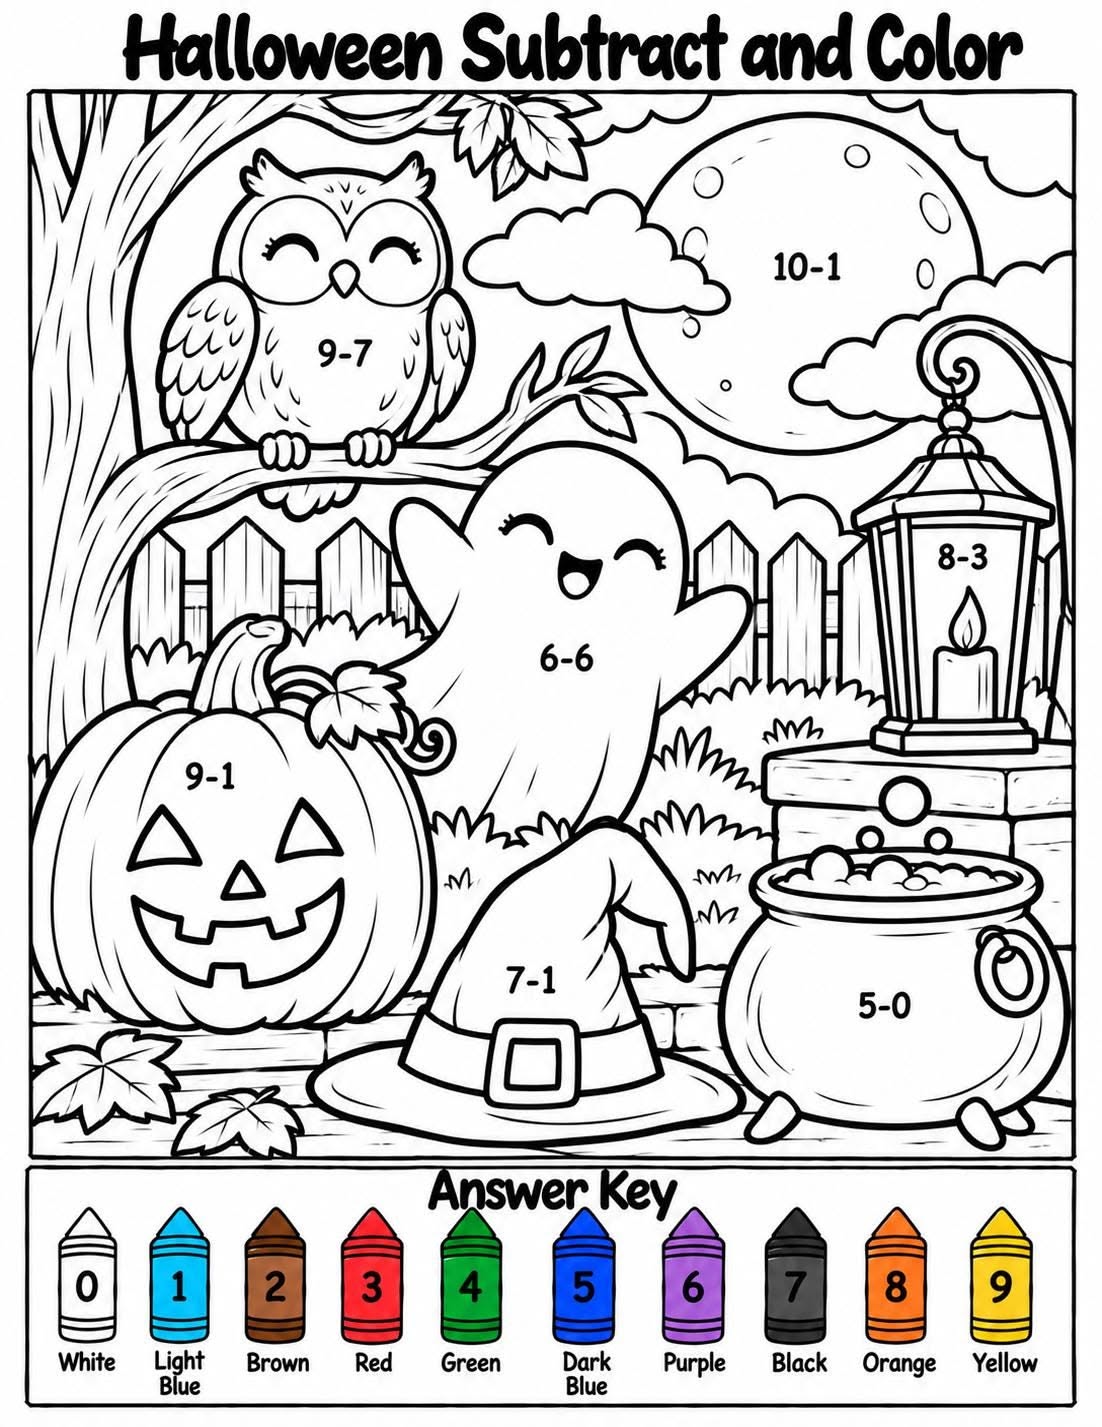 Halloween Subtract and Color
10-1
9-7
8-3
6-6
9-1
7-1
5-0
Answer Key
0 1 2 3 4 5 6 7 8 9
White Light Blue Brown Red Green Dark Blue Purple Black Orange Yellow